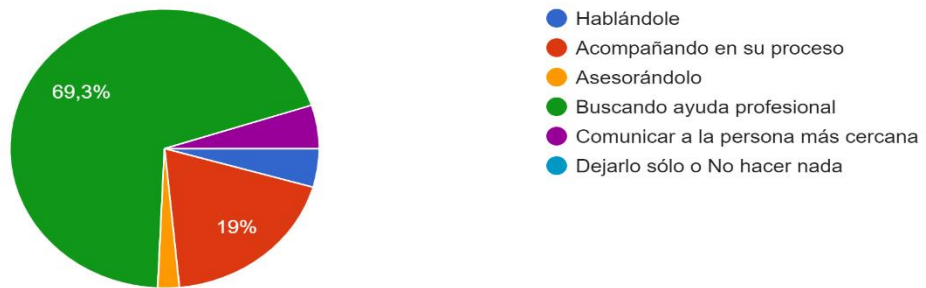 69,3%
19%
Hablándole
Acompañando en su proceso
Asesorándolo
Buscando ayuda profesional
Comunicar a la persona más cercana
Dejarlo sólo o No hacer nada